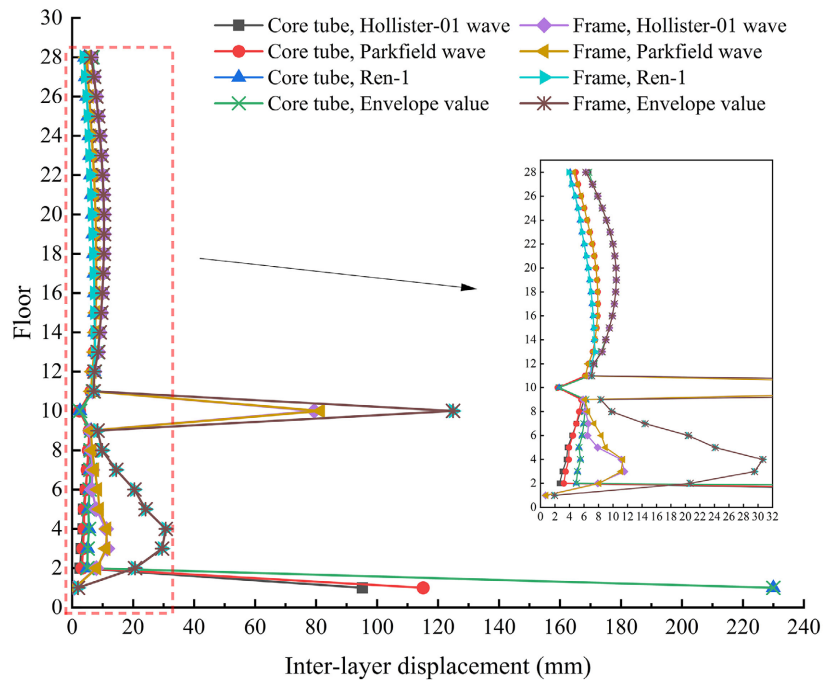 Core tube, Hollister-01 wave
Core tube, Parkfield wave
Core tube, Ren-1
Core tube, Envelope value
Frame, Hollister-01 wave
Frame, Parkfield wave
Frame, Ren-1
Frame, Envelope value
30
28
26
24
22
20
18
16
14
12
10
8
6
4
2
0
Floor
0 20 40 60 80 100 120 140 160 180 200 220 240
Inter-layer displacement (mm)
28
26
24
22
20
18
16
14
12
10
8
6
4
2
0
0 2 4 6 8 10 12 14 16 18 20 22 24 26 28 30 32